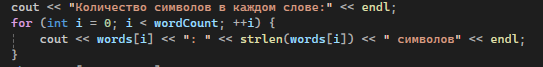 cout << "Количество символов в каждом слове:" << endl;
for (int i = 0; i < wordCount; ++i) {
cout << words[i] << ": " << strlen(words[i]) << " символов" << endl;
}